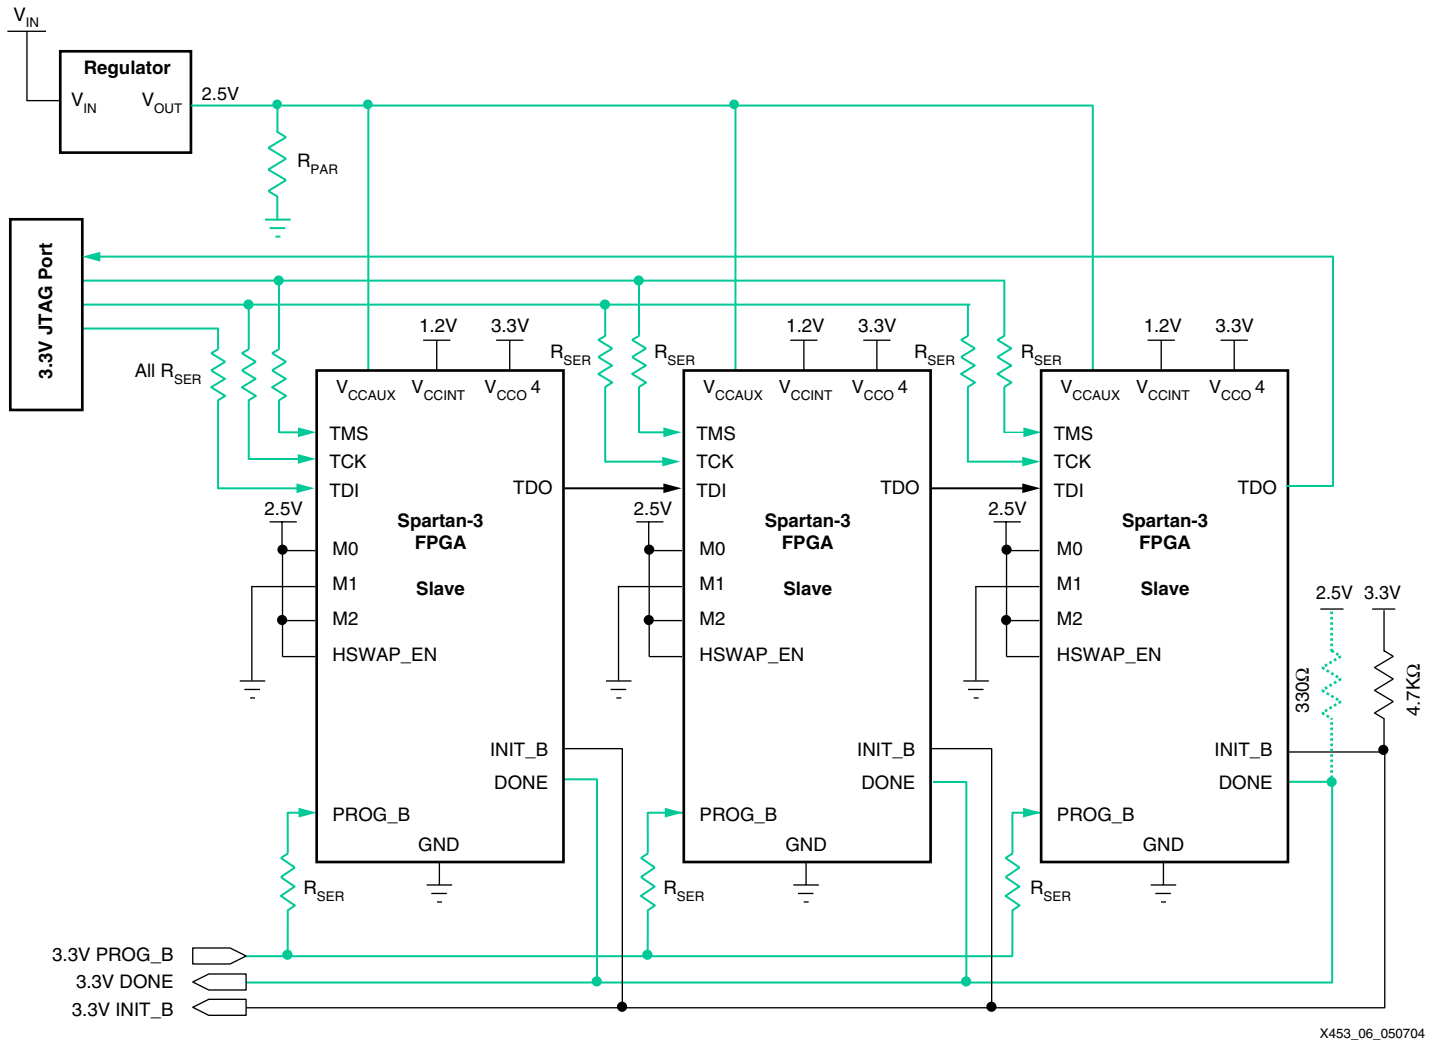 VIN
Regulator
VIN VOUT 2.5V
RPAR
3.3V JTAG Port
1.2V 3.3V 1.2V 3.3V 1.2V 3.3V
All RSER RSER RSER RSER RSER
VCCAUX VCCINT VCCO 4 VCCAUX VCCINT VCCO 4 VCCAUX VCCINT VCCO 4
TMS TMS TMS
TCK TCK TCK
TDI TDO TDI TDO TDI TDO
2.5V 2.5V 2.5V
Spartan-3 Spartan-3 Spartan-3
FPGA FPGA FPGA
M0 M0 M0
M1 Slave M1 Slave M1 Slave
2.5V 3.3V
M2 M2 M2
HSWAP_EN HSWAP_EN HSWAP_EN
330Ω 4.7KΩ
INIT_B INIT_B INIT_B
DONE DONE DONE
PROG_B PROG_B PROG_B
GND GND GND
RSER RSER RSER
3.3V PROG_B
3.3V DONE
3.3V INIT_B
X453_06_050704